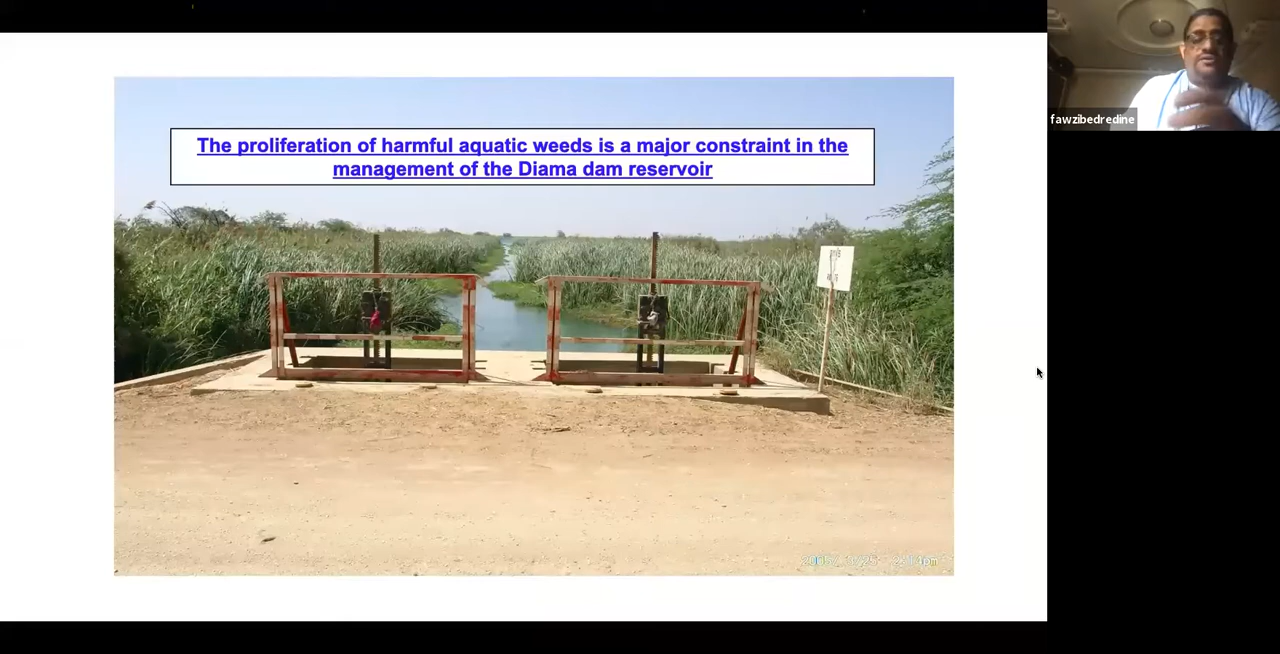 The proliferation of harmful aquatic weeds is a major constraint in the
management of the Diama dam reservoir
fawzibedredine